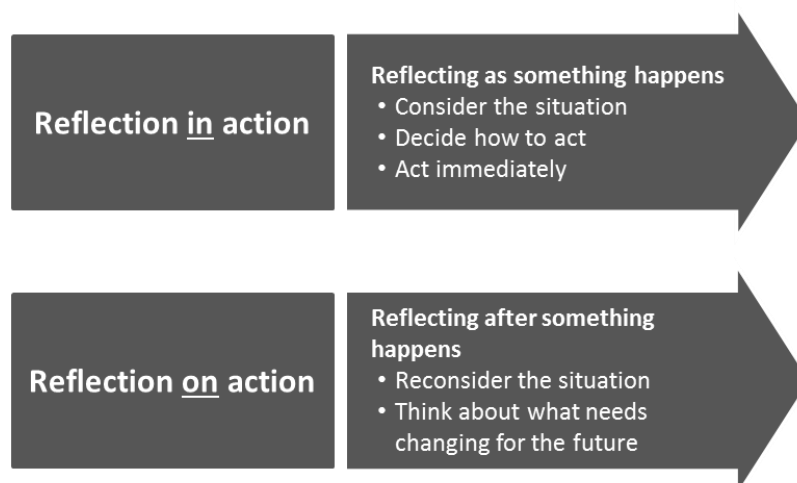 Reflection in action
Reflecting as something happens
• Consider the situation
• Decide how to act
• Act immediately
Reflection on action
Reflecting after something
happens
• Reconsider the situation
• Think about what needs
changing for the future